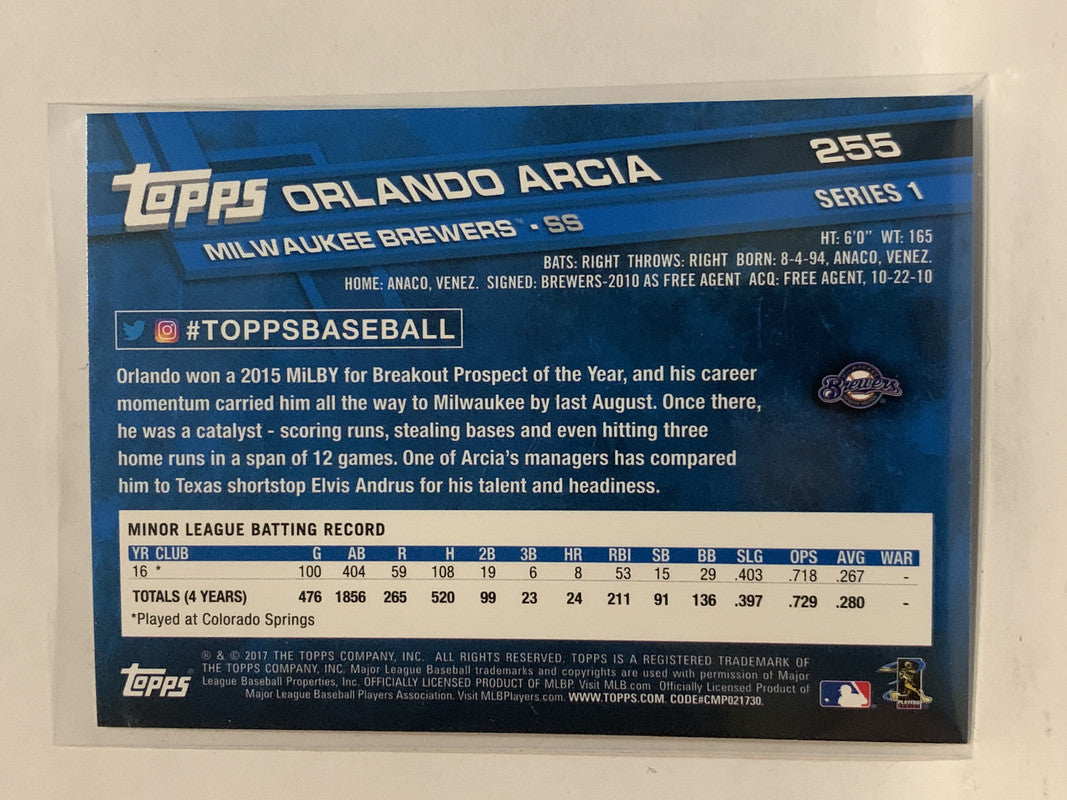 TOPPS ORLANDO ARCIA 255
MILWAUKEE BREWERS™ • SS SERIES 1
HT: 6'0" WT: 165
BATS: RIGHT THROWS: RIGHT BORN: 8-4-94, ANACO, VENEZ.
HOME: ANACO, VENEZ. SIGNED: BREWERS-2010 AS FREE AGENT ACQ: FREE AGENT, 10-22-10
#TOPPSBASEBALL
Orlando won a 2015 MiLBY for Breakout Prospect of the Year, and his career
momentum carried him all the way to Milwaukee by last August. Once there,
he was a catalyst - scoring runs, stealing bases and even hitting three
home runs in a span of 12 games. One of Arcia's managers has compared
him to Texas shortstop Elvis Andrus for his talent and headiness.
Brewers
MINOR LEAGUE BATTING RECORD
YR CLUB G AB R H 2B 3B HR RBI SB BB SLG OPS AVG WAR
16 * 100 404 59 108 19 6 8 53 15 29 .403 .718 .267 -
TOTALS (4 YEARS) 476 1856 265 520 99 23 24 211 91 136 .397 .729 .280 -
*Played at Colorado Springs
® & © 2017 THE TOPPS COMPANY, INC. ALL RIGHTS RESERVED. TOPPS IS A REGISTERED TRADEMARK OF
THE TOPPS COMPANY, INC. Major League Baseball trademarks and copyrights are used with permission of Major
League Baseball Properties, Inc. OFFICIALLY LICENSED PRODUCT OF MLBP. Visit MLB.com. Officially Licensed Product of
Major League Baseball Players Association. Visit MLBPlayers.com. WWW.TOPPS.COM. CODE#CMP021730.
TOPPS®
PLAYERS